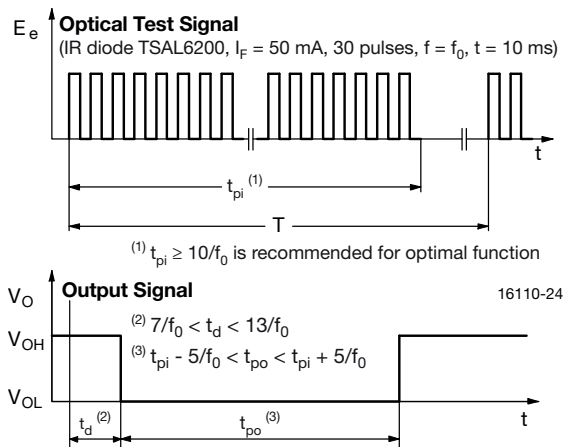 Optical Test Signal
E e
(IR diode TSAL6200, I F = 50 mA, 30 pulses, f = f 0, t = 10 ms)
t
t pi (1)
T
(1) t pi ≥ 10/f 0 is recommended for optimal function
V O
Output Signal
16110-24
V OH
(2) 7/f 0 < t d < 13/f 0
(3) t pi - 5/f 0 < t po < t pi + 5/f 0
V OL
t d (2)
t po (3)
t